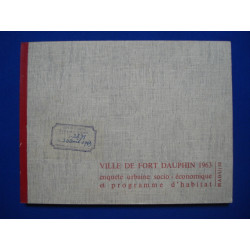 VILLE DE FORT DAUPHIN 1963
enquête urbaine socio-économique
et programme d'habitat